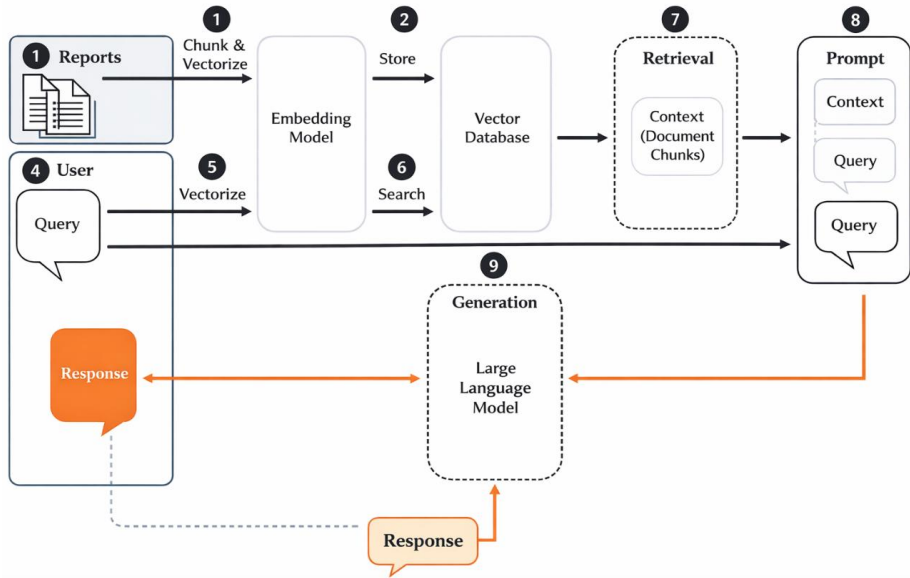 1
2
7
8
1 Reports
Chunk &
Vectorize
Store
Retrieval
Prompt
Embedding
Model
Vector
Database
Context
(Document
Chunks)
Context
Query
Query
4 User
5
6
Query
Vectorize
Search
9
Generation
Large
Language
Model
Response
Response